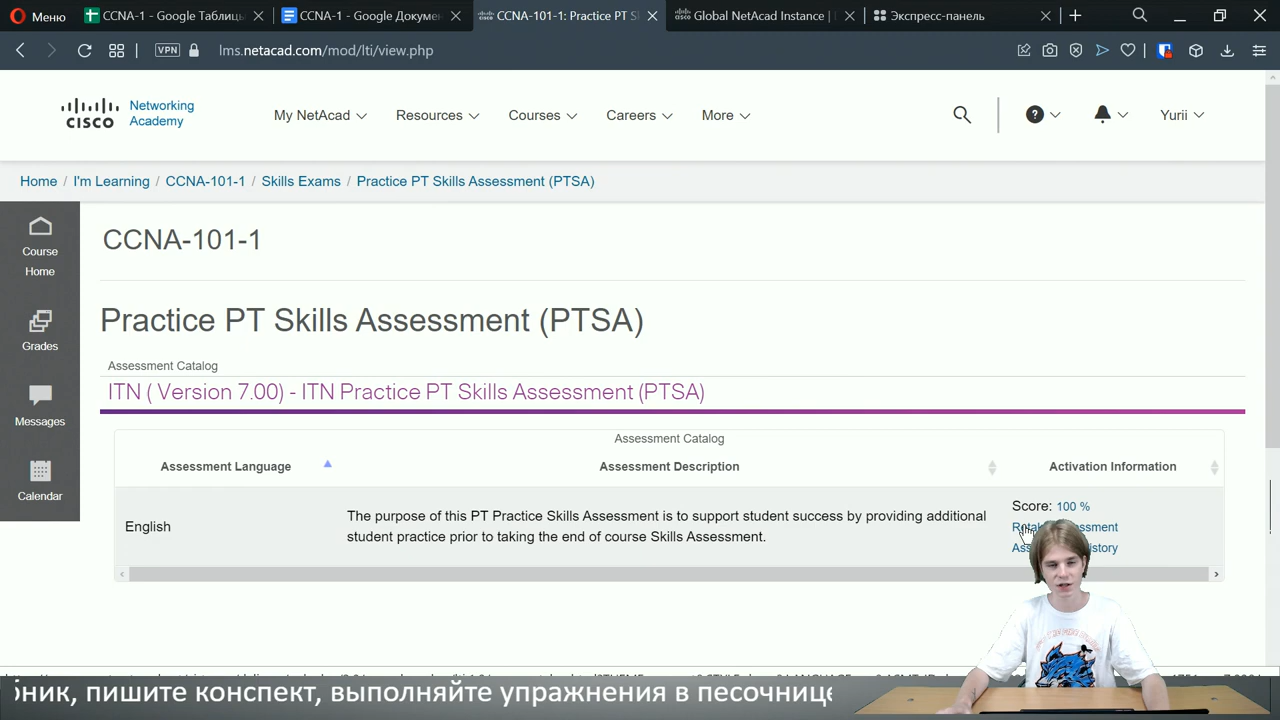 Меню
CCNA-1 - Google Таблицы
CCNA-1 - Google Докумен
CCNA-101-1: Practice PT S
Global NetAcad Instance |
Экспресс-панель
VPN
lms.netacad.com/mod/lti/view.php
cisco
Networking
Academy
My NetAcad
Resources
Courses
Careers
More
Yurii
Home / I'm Learning / CCNA-101-1 / Skills Exams / Practice PT Skills Assessment (PTSA)
Course
Home
Grades
Messages
Calendar
CCNA-101-1
Practice PT Skills Assessment (PTSA)
Assessment Catalog
ITN ( Version 7.00) - ITN Practice PT Skills Assessment (PTSA)
Assessment Catalog
Assessment Language
Assessment Description
Activation Information
English
The purpose of this PT Practice Skills Assessment is to support student success by providing additional
student practice prior to taking the end of course Skills Assessment.
Score: 100 %
пишите конспект, выполняйте упражнения в песочнице